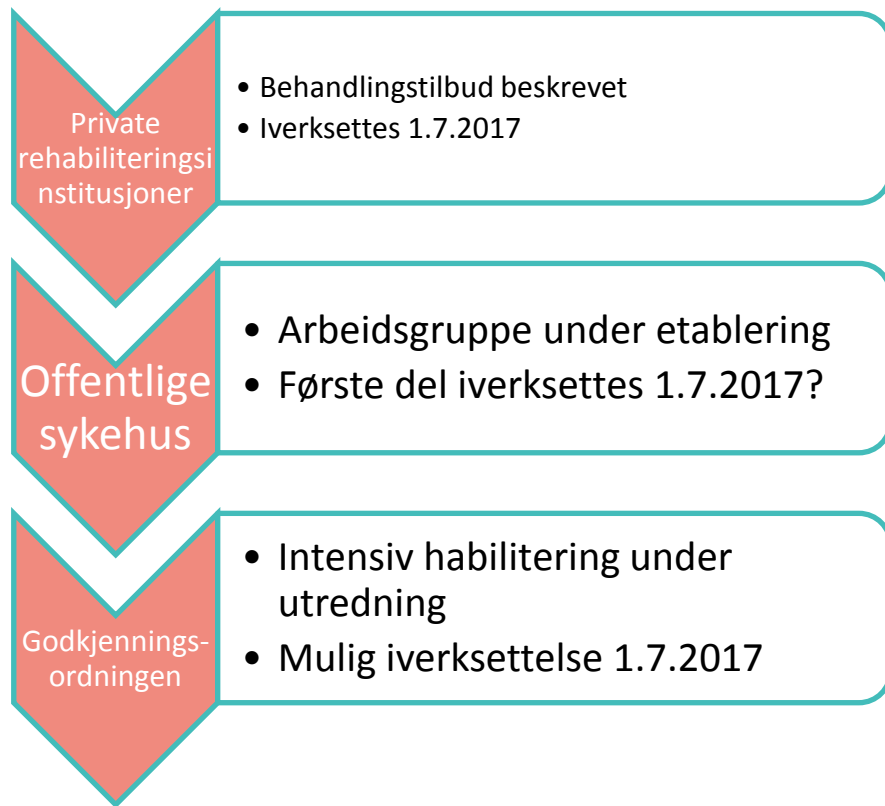 Private
rehabiliteringsi
nstitusjoner
• Behandlingstilbud beskrevet
• Iverksettes 1.7.2017
Offentlige
sykehus
• Arbeidsgruppe under etablering
• Første del iverksettes 1.7.2017?
Godkjennings-
ordningen
• Intensiv habilitering under
utredning
• Mulig iverksettelse 1.7.2017